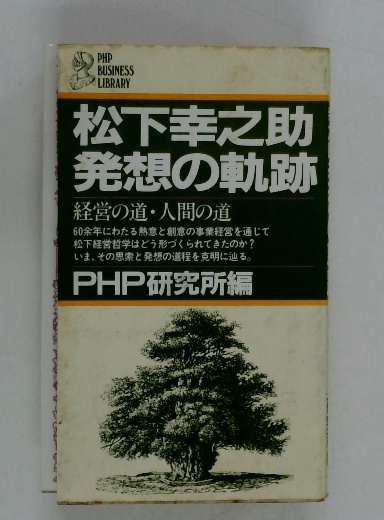 PHP
BUSINESS
LIBRARY
松下幸之助
発想の軌跡
経営の道・人間の道
60余年にわたる熱意と創意の事業経営を通じて
松下経営哲学はどう形づくられてきたのか?
いま、その思索と発想の道程を克明に辿る。
PHP研究所編